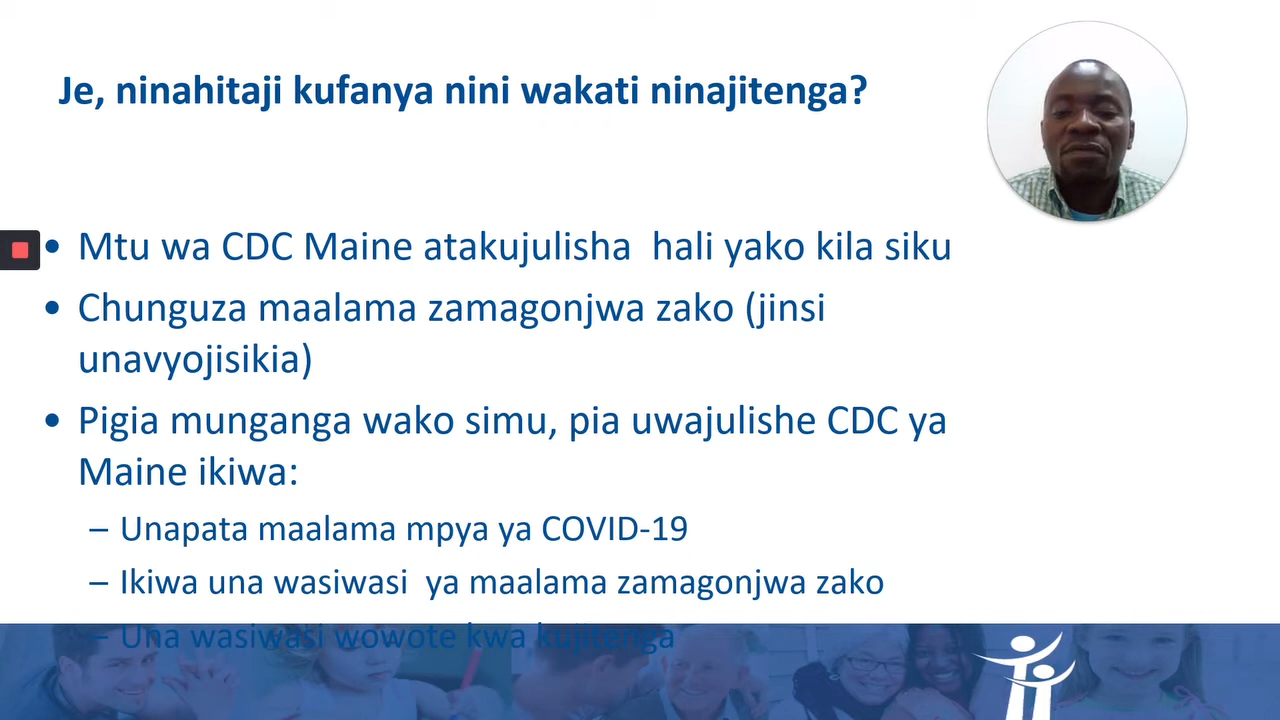 Je, ninahitaji kufanya nini wakati ninajitenga?
• Mtu wa CDC Maine atakujulisha  hali yako kila siku
• Chunguza maalama zamagonjwa zako (jinsi
unavyojisikia)
• Pigia munganga wako simu, pia uwajulishe CDC ya
Maine ikiwa:
– Unapata maalama mpya ya COVID-19
– Ikiwa una wasiwasi  ya maalama zamagonjwa zako
– Una wasiwasi wowote kwa kujitenga